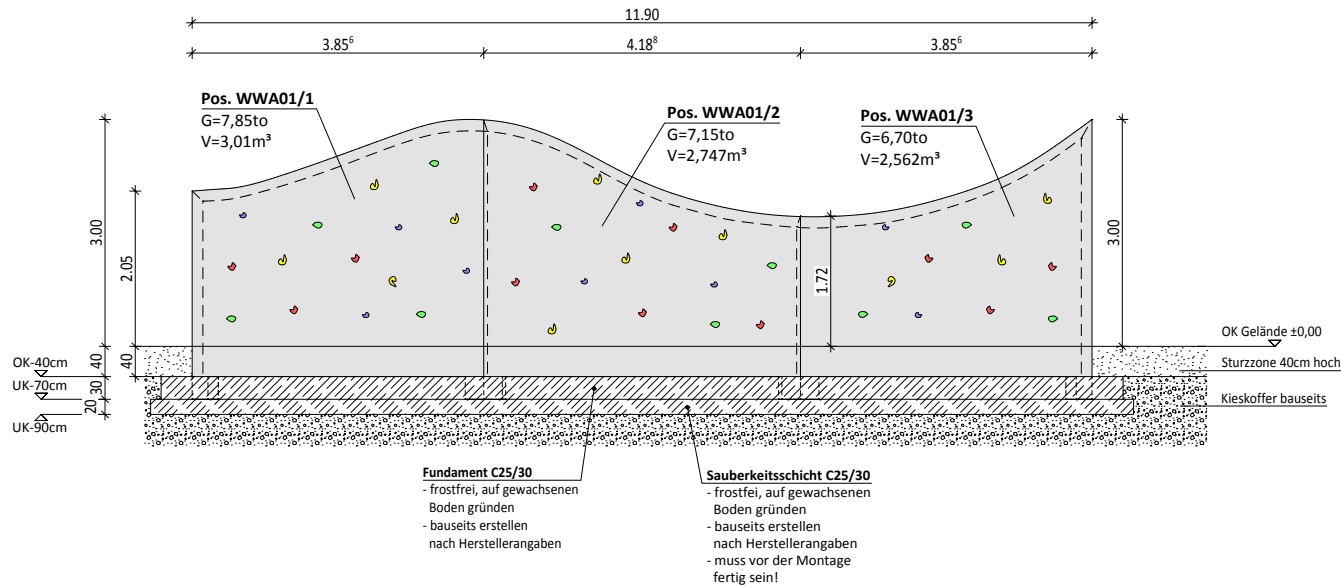 11.90
3.85⁶
4.18⁸
3.85⁶
Pos. WWA01/1
G=7,85to
V=3,01m³
Pos. WWA01/2
G=7,15to
V=2,747m³
Pos. WWA01/3
G=6,70to
V=2,562m³
3.00
2.05
1.72
3.00
40
40
30
20
OK-40cm
UK-70cm
UK-90cm
OK Gelände ±0,00
Sturzzone 40cm hoch
Kieskoffer bauseits
Fundament C25/30
- frostfrei, auf gewachsenen
Boden gründen
- bauseits erstellen
nach Herstellerangaben
Sauberkeitsschicht C25/30
- frostfrei, auf gewachsenen
Boden gründen
- bauseits erstellen
nach Herstellerangaben
- muss vor der Montage
fertig sein!